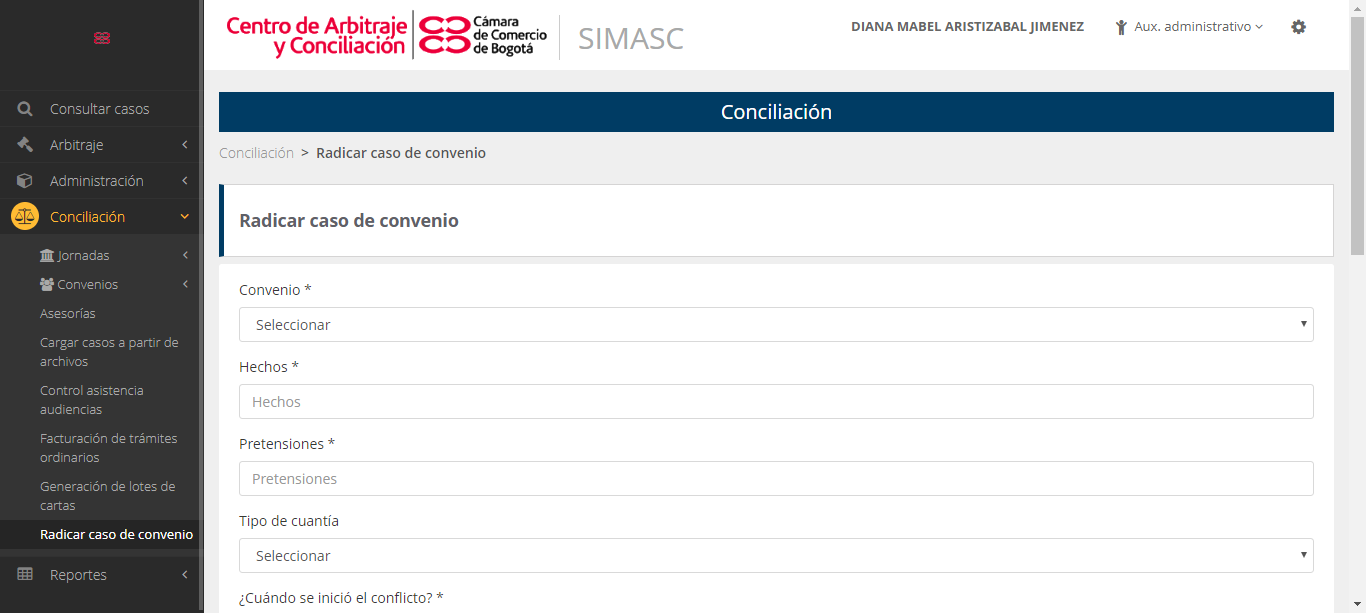 Centro de Arbitraje
y Conciliación
Cámara
de Comercio
de Bogotá
SIMASC
DIANA MABEL ARISTIZABAL JIMENEZ
Aux. administrativo
Consultar casos
Arbitraje
Administración
Conciliación
Jornadas
Convenios
Asesorías
Cargar casos a partir de
archivos
Control asistencia
audiencias
Facturación de trámites
ordinarios
Generación de lotes de
cartas
Radicar caso de convenio
Reportes
Conciliación
Conciliación > Radicar caso de convenio
Radicar caso de convenio
Convenio *
Seleccionar
Hechos *
Hechos
Pretensiones *
Pretensiones
Tipo de cuantía
Seleccionar
¿Cuándo se inició el conflicto? *